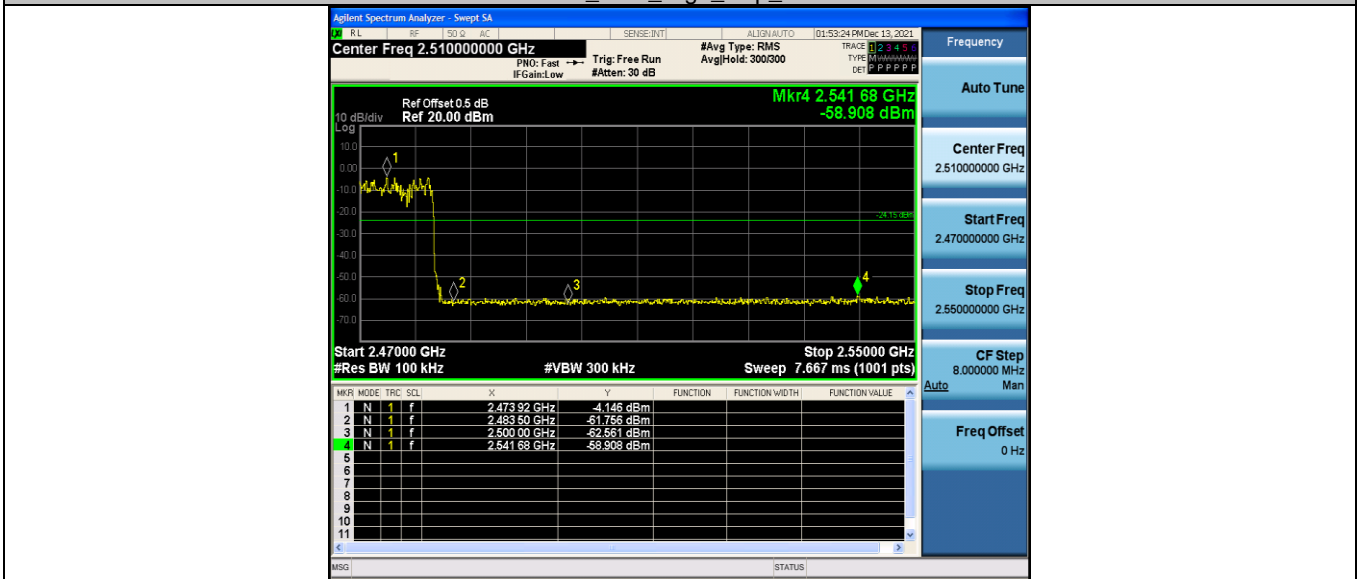 Agilent Spectrum Analyzer - Swept SA
RL RF 50 Ω AC SENSE:INT ALIGNAUTO 01:53:24 PM Dec 13, 2021
Center Freq 2.510000000 GHz
PNO: Fast
IFGain:Low
Trig: Free Run
#Atten: 30 dB
#Avg Type: RMS
Avg|Hold: 300/300
TRACE 1 2 3 4 5 6
TYPE M
DET P P P P P P
Mkr4 2.541 68 GHz
-58.908 dBm
Ref Offset 0.5 dB
10 dB/div Ref 20.00 dBm
Log
10.0
0.00
-10.0
-20.0
-30.0
-40.0
-50.0
-60.0
-70.0
1
2
3
4
-24.15 dBm
Start 2.47000 GHz Stop 2.55000 GHz
#Res BW 100 kHz #VBW 300 kHz Sweep 7.667 ms (1001 pts)
MKR MODE TRC SCL X Y FUNCTION FUNCTION WIDTH FUNCTION VALUE
1 N 1 f 2.473 92 GHz -4.146 dBm
2 N 1 f 2.483 50 GHz -61.756 dBm
3 N 1 f 2.500 00 GHz -62.561 dBm
4 N 1 f 2.541 68 GHz -58.908 dBm
5
6
7
8
9
10
11
MSG STATUS
Frequency
Auto Tune
Center Freq
2.510000000 GHz
Start Freq
2.470000000 GHz
Stop Freq
2.550000000 GHz
CF Step
8.000000 MHz
Auto Man
Freq Offset
0 Hz